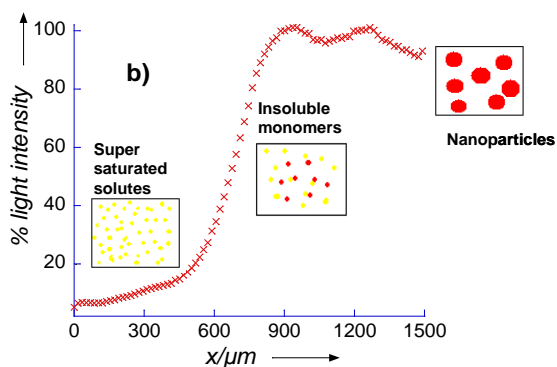 100
80
60
40
20
% light intensity
b)
Super
saturated
solutes
Insoluble
monomers
Nanoparticles
0
300
600
900
1200
1500
x/μm